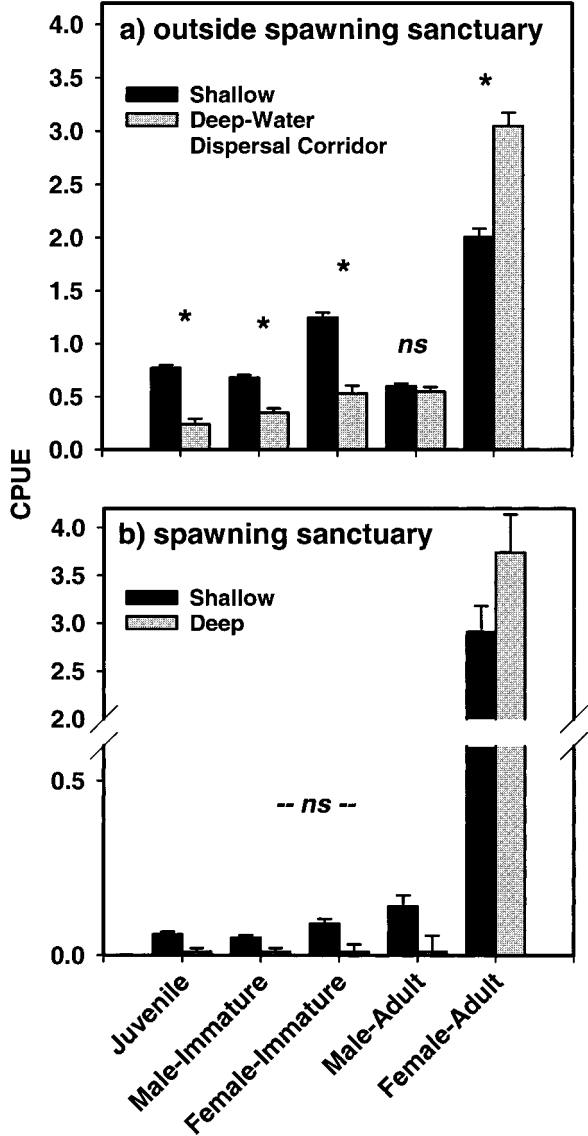 a) outside spawning sanctuary
Shallow
Deep-Water
Dispersal Corridor
*
*
*
ns
*
4.0
3.5
3.0
2.5
2.0
1.5
1.0
0.5
0.0
CPUE
b) spawning sanctuary
Shallow
Deep
-- ns --
4.0
3.5
3.0
2.5
2.0
0.5
0.0
Juvenile
Male-Immature
Female-Immature
Male-Adult
Female-Adult